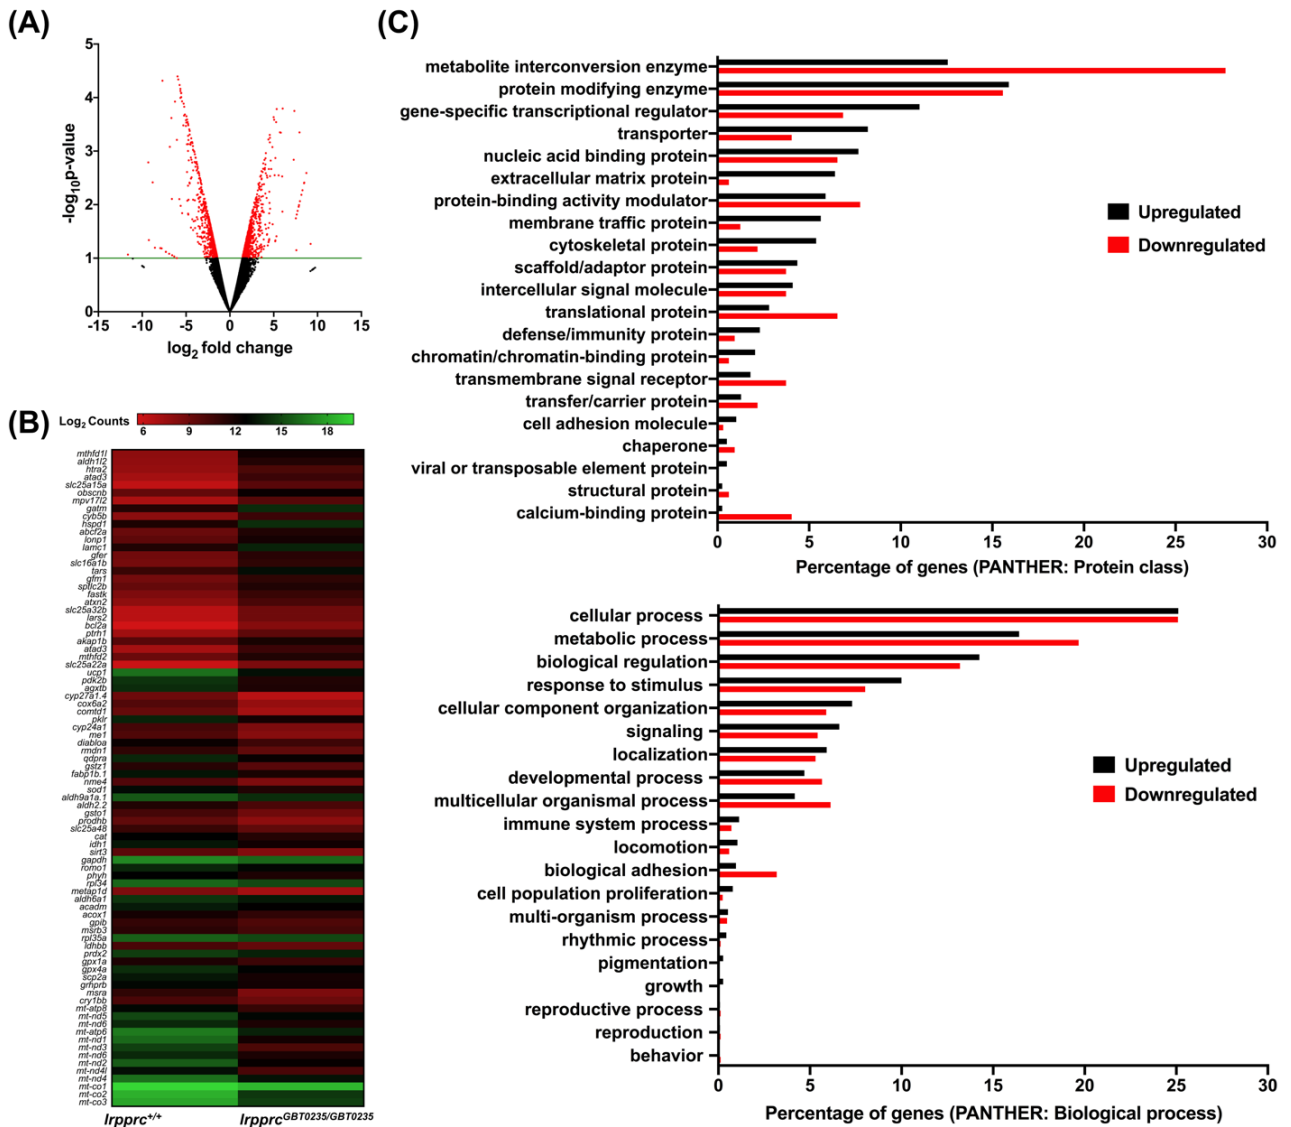 (A)
5
4
3
2
1
0
-log10p-value
-15
-10
-5
0
5
10
15
log2 fold change
(B)
Log2 Counts
6
9
12
15
18
mthfd1l
aldh1l2
htra2
atad3
slc25a15a
obscnb
mpv17l2
gatm
cyb5b
hspd1
abcf2a
lonp1
lamc1
gfer
slc16a1b
tars
gfm1
sptlc2b
fastk
atxn2
slc25a32b
lars2
bcl2a
ptrh1
akap1b
atad3
mthfd2
slc25a22a
ucp1
pdk2b
agxtb
cyp27a1.4
cox6a2
comtd1
pklr
cyp24a1
me1
diabloa
rmdn1
qdpra
gstz1
fabp1b.1
nme4
sod1
aldh9a1a.1
aldh2.2
gsto1
prodhb
slc25a48
cat
idh1
sirt3
gapdh
romo1
phyh
rpl34
metap1d
aldh6a1
acadm
acox1
gpib
msrb3
rpl35a
ldhbb
prdx2
gpx1a
gpx4a
scp2a
grhprb
msra
cry1bb
mt-atp8
mt-nd5
mt-nd6
mt-atp6
mt-nd1
mt-nd3
mt-nd6
mt-nd2
mt-nd4l
mt-nd4
mt-co1
mt-co2
mt-co3
lrpprc+/+
lrpprcGBT0235/GBT0235
(C)
metabolite interconversion enzyme
protein modifying enzyme
gene-specific transcriptional regulator
transporter
nucleic acid binding protein
extracellular matrix protein
protein-binding activity modulator
membrane traffic protein
cytoskeletal protein
scaffold/adaptor protein
intercellular signal molecule
translational protein
defense/immunity protein
chromatin/chromatin-binding protein
transmembrane signal receptor
transfer/carrier protein
cell adhesion molecule
chaperone
viral or transposable element protein
structural protein
calcium-binding protein
Upregulated
Downregulated
0
5
10
15
20
25
30
Percentage of genes (PANTHER: Protein class)
cellular process
metabolic process
biological regulation
response to stimulus
cellular component organization
signaling
localization
developmental process
multicellular organismal process
immune system process
locomotion
biological adhesion
cell population proliferation
multi-organism process
rhythmic process
pigmentation
growth
reproductive process
reproduction
behavior
Upregulated
Downregulated
0
5
10
15
20
25
30
Percentage of genes (PANTHER: Biological process)